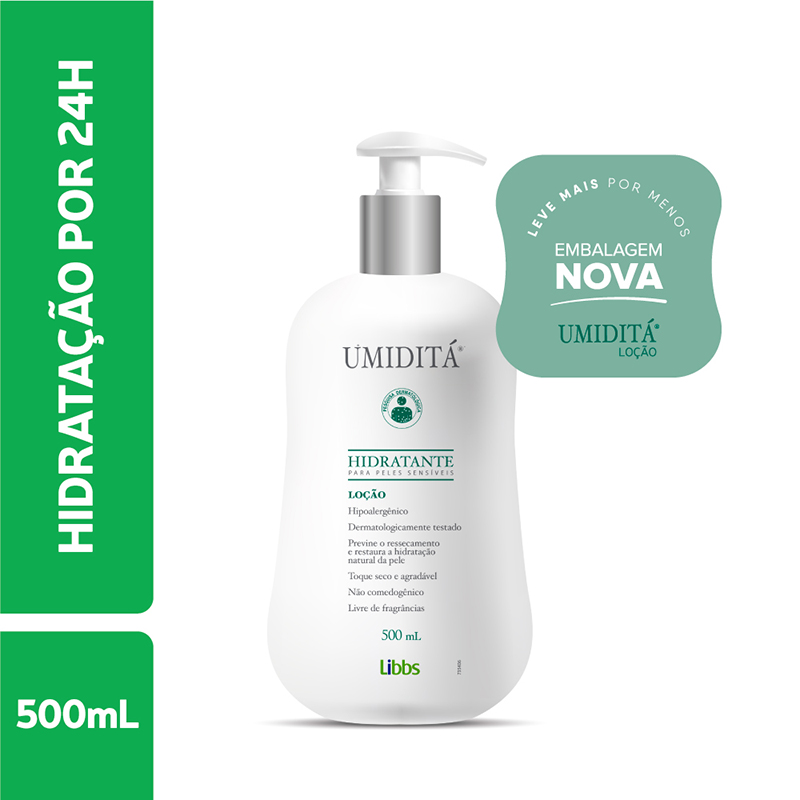 HIDRATAÇÃO POR 24H
500mL
LEVE MAIS POR MENOS
EMBALAGEM
NOVA
UMIDITÁ®
LOÇÃO
UMIDITÁ®
PESQUISA DERMATOLÓGICA
HIDRATANTE
PARA PELES SENSÍVEIS
LOÇÃO
Hipoalergênico
Dermatologicamente testado
Previne o ressecamento
e restaura a hidratação
natural da pele
Toque seco e agradável
Não comedogênico
Livre de fragrâncias
500 mL
Libbs